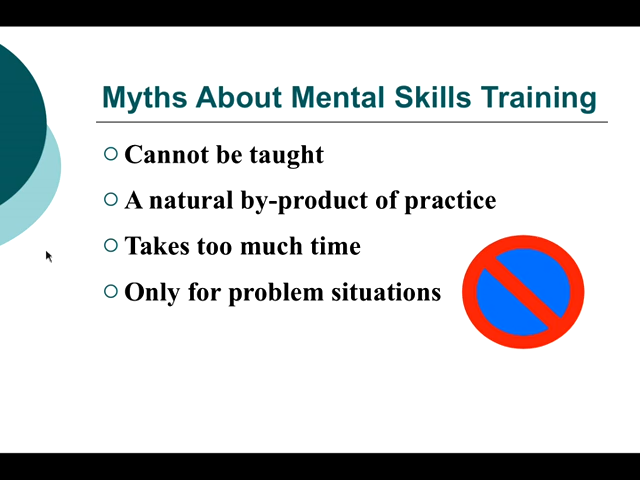 Myths About Mental Skills Training
Cannot be taught
A natural by-product of practice
Takes too much time
Only for problem situations